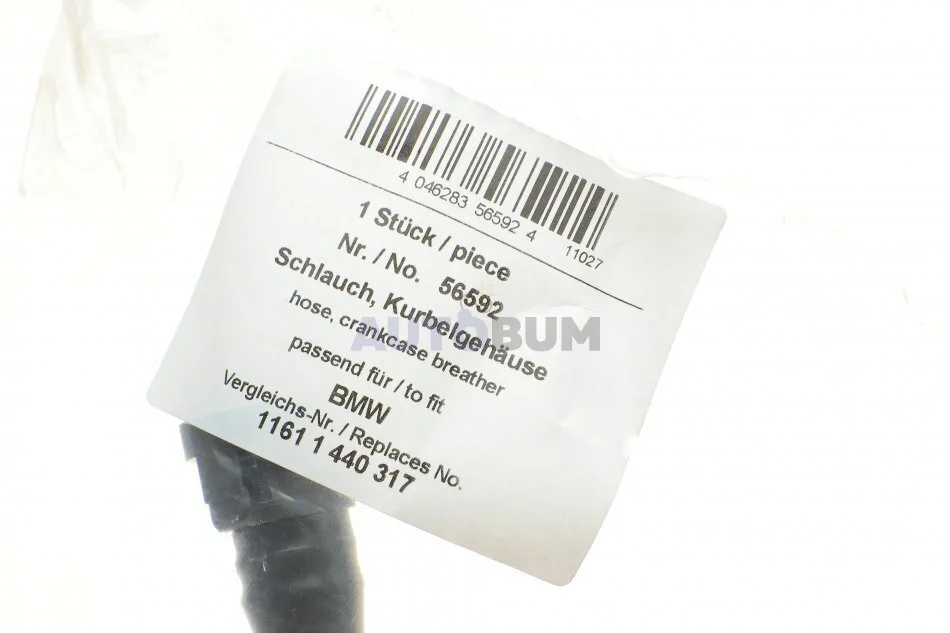 4 046283 56592 4 11027
1 Stück / piece
Nr. / No. 56592
Schlauch, Kurbelgehäuse
hose, crankcase breather
AUTOBUM
passend für / to fit
BMW
Vergleichs-Nr. / Replaces No.
1161 1 440 317